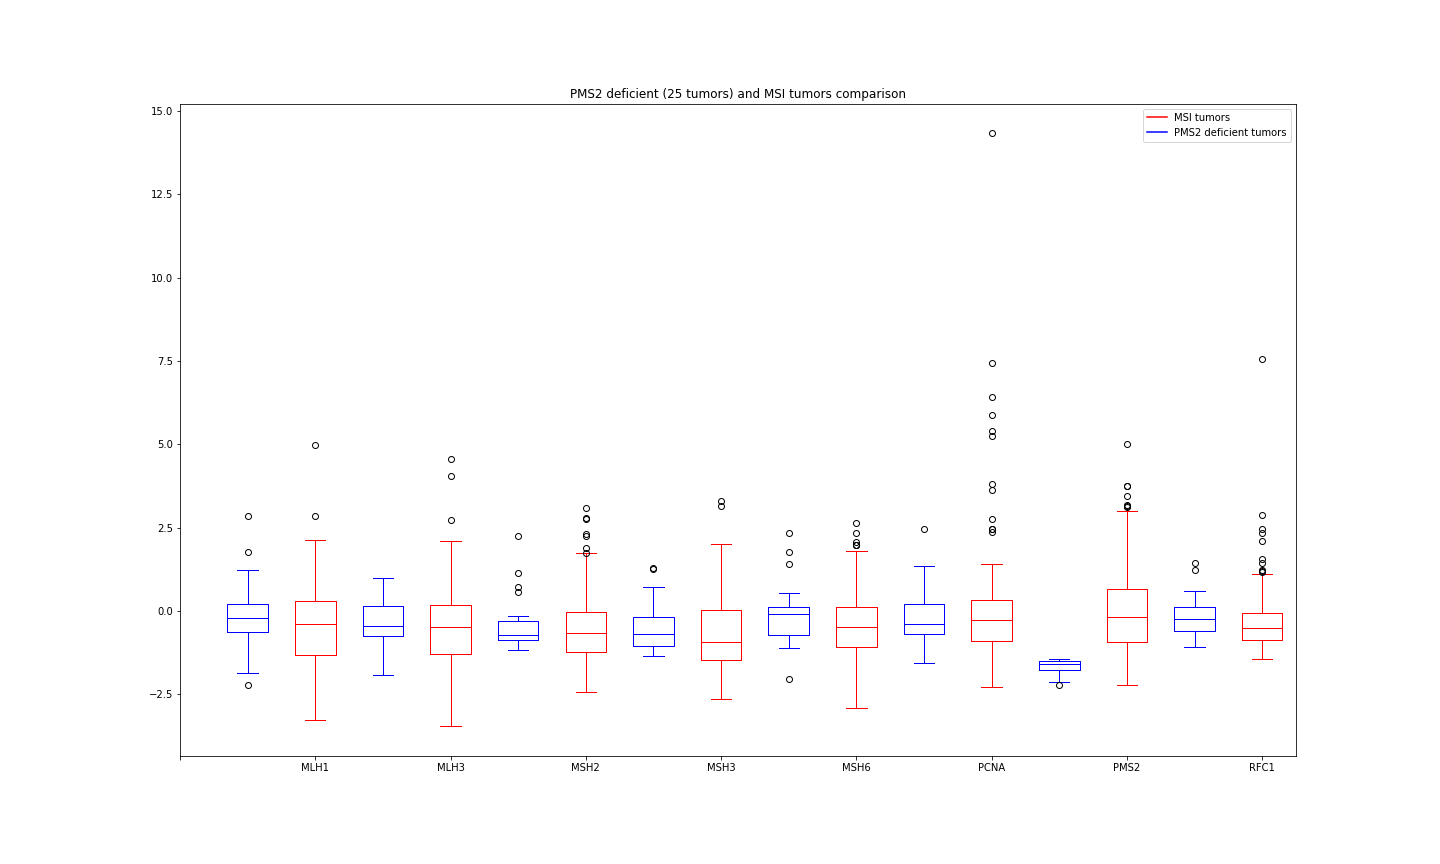 PMS2 deficient (25 tumors) and MSI tumors comparison
15.0
12.5
10.0
7.5
5.0
2.5
0.0
−2.5
MSI tumors
PMS2 deficient tumors
MLH1 MLH3 MSH2 MSH3 MSH6 PCNA PMS2 RFC1